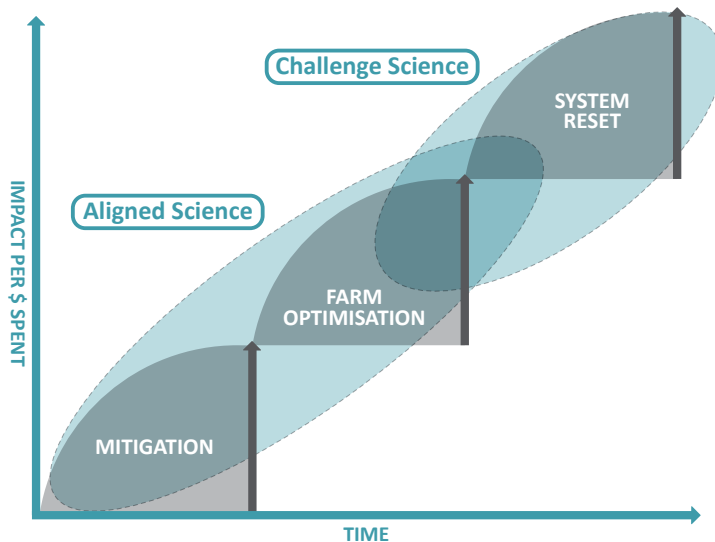 Challenge Science
SYSTEM
RESET
Aligned Science
IMPACT PER $ SPENT
FARM
OPTIMISATION
MITIGATION
TIME